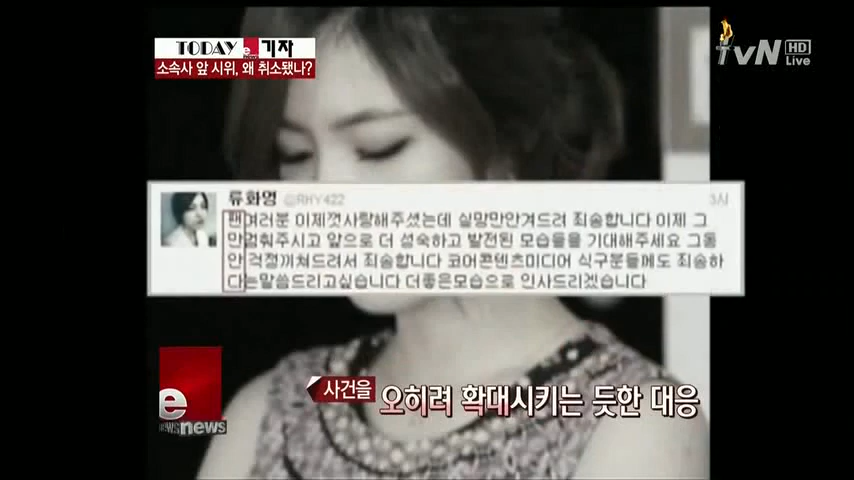 TODAY e news 기자
소속사 앞 시위, 왜 취소됐나?
tvN HD
Live
류화영 @RHY422 3시
팬여러분 이제껏사랑해주셨는데 실망만안겨드려 죄송합니다 이제 그
만멈춰주시고 앞으로 더 성숙하고 발전된 모습들을 기대해주세요 그동
안 걱정끼쳐드려서 죄송합니다 코어콘텐츠미디어 식구분들께도 죄송하
다는말씀드리고싶습니다 더좋은모습으로 인사드리겠습니다
사건을 오히려 확대시키는 듯한 대응
e
NEWS news